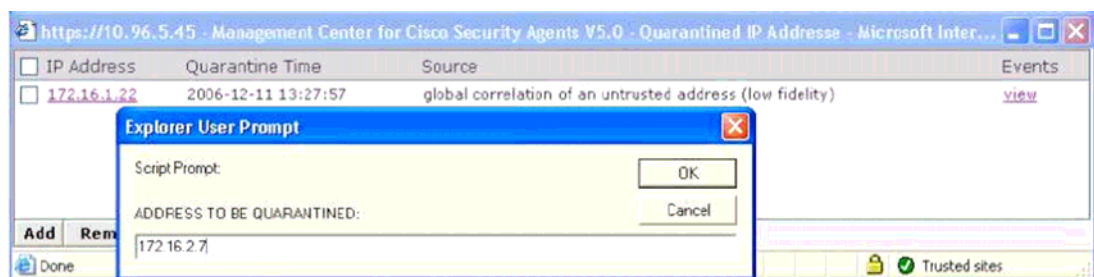 https://10.96.5.45 - Management Center for Cisco Security Agents V5.0 - Quarantined IP Addresse - Microsoft Inter...
IP Address Quarantine Time Source Events
172.16.1.22 2006-12-11 13:27:57 global correlation of an untrusted address (low fidelity) view
Explorer User Prompt
Script Prompt:
OK
ADDRESS TO BE QUARANTINED:
Cancel
Add Rem
172.16.2.7
Done Trusted sites